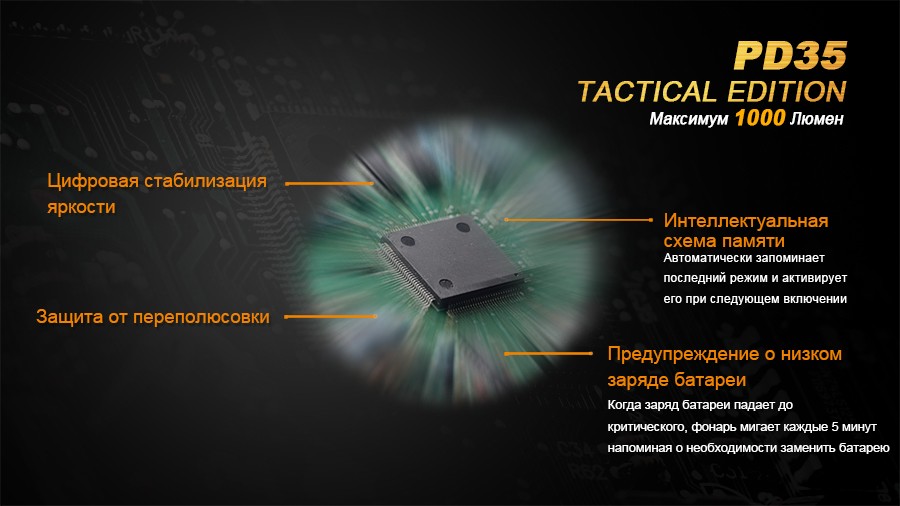 PD35
TACTICAL EDITION
Максимум 1000 Люмен
Цифровая стабилизация
яркости
Интеллектуальная
схема памяти
Автоматически запоминает
последний режим и активирует
его при следующем включении
Защита от переполюсовки
Предупреждение о низком
заряде батареи
Когда заряд батареи падает до
критического, фонарь мигает каждые 5 минут
напоминая о необходимости заменить батарею